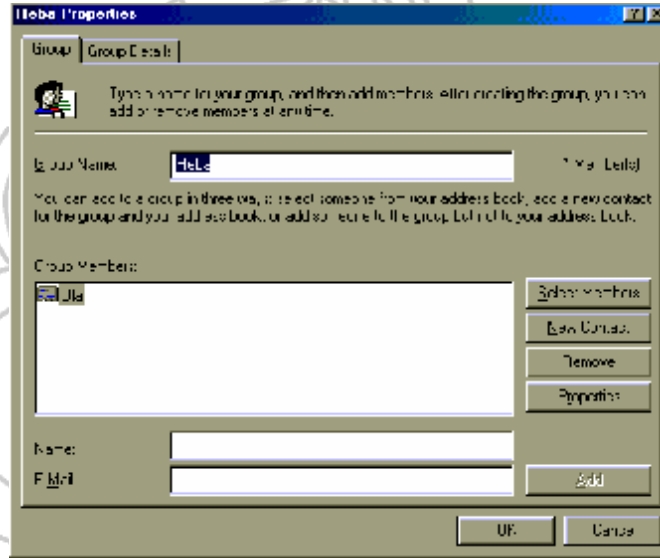 Heba Properties
Group
Group Details
Type a name for your group, and then add members. After creating the group, you can
add or remove members at any time.
Group Name:
Heba
1 Member(s)
You can add to a group in three ways: select someone from your address book, add a new contact
for the group and your address book, or add someone to the group but not to your address book.
Group Members:
Ola
Select Members
New Contact
Remove
Properties
Name:
E-Mail:
Add
OK
Cancel